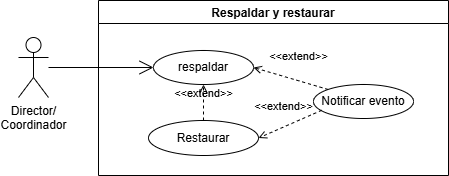 Respaldar y restaurar
respaldar
<<extend>>
<<extend>>
Notificar evento
<<extend>>
Director/
Coordinador
Restaurar